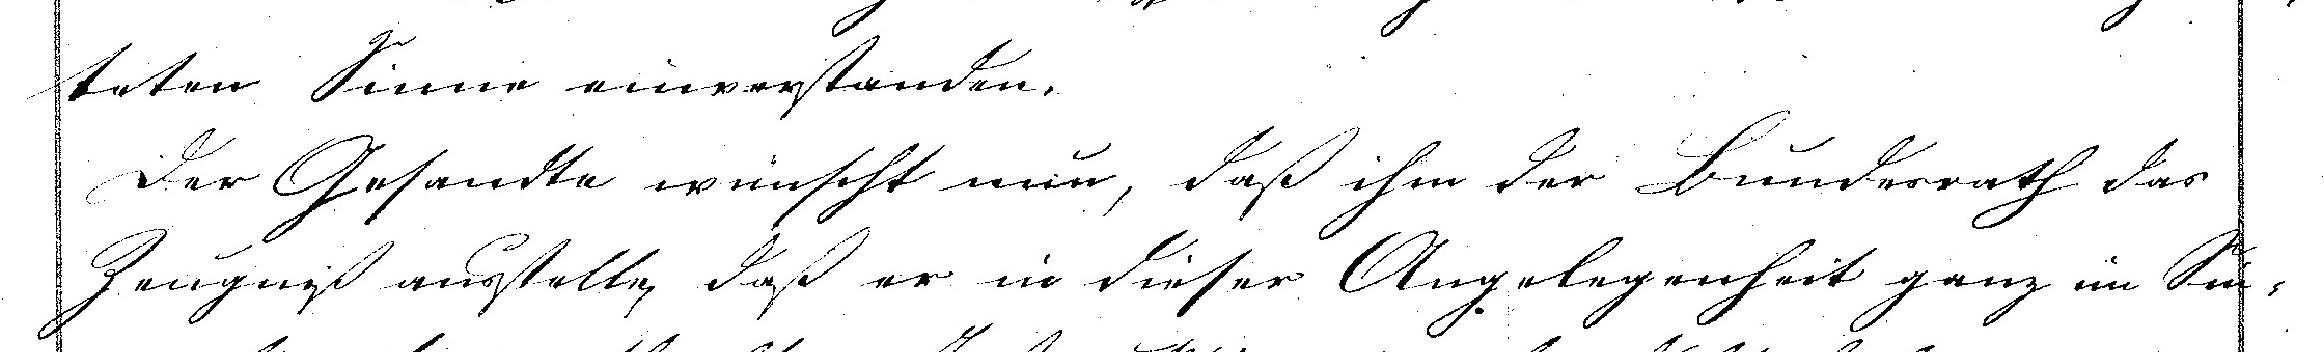 teten Sinne einverstanden.
Der Gesandte wünscht nun, daß ihm der Bundesrath das
Zeugniß ausstelle, daß er in dieser Angelegenheit ganz im Sin-